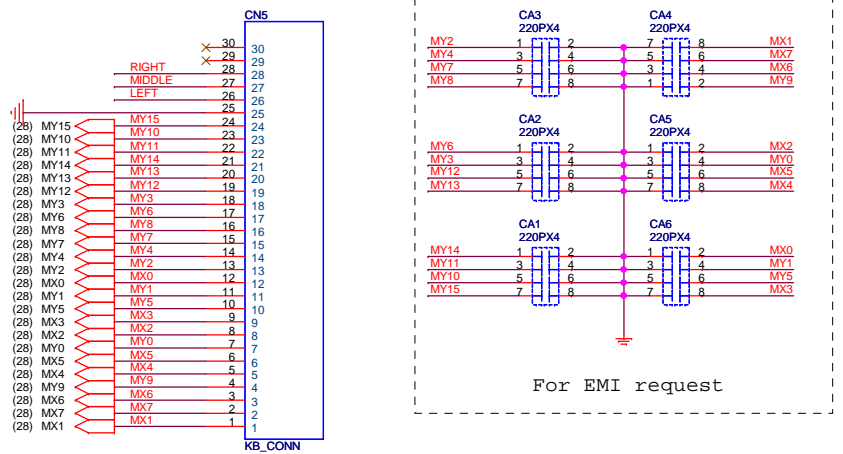 CN5
30 30
29 29
RIGHT 28 28
MIDDLE 27 27
LEFT 26 26
25 25
(28) MY15 MY15 24 24
(28) MY10 MY10 23 23
(28) MY11 MY11 22 22
(28) MY14 MY14 21 21
(28) MY13 MY13 20 20
(28) MY12 MY12 19 19
(28) MY3 MY3 18 18
(28) MY6 MY6 17 17
(28) MY8 MY8 16 16
(28) MY7 MY7 15 15
(28) MY4 MY4 14 14
(28) MY2 MY2 13 13
(28) MX0 MX0 12 12
(28) MY1 MY1 11 11
(28) MY5 MY5 10 10
(28) MX3 MX3 9 9
(28) MX2 MX2 8 8
(28) MY0 MY0 7 7
(28) MX5 MX5 6 6
(28) MX4 MX4 5 5
(28) MY9 MY9 4 4
(28) MX6 MX6 3 3
(28) MX7 MX7 2 2
(28) MX1 MX1 1 1
KB_CONN
CA3 CA4
220PX4 220PX4
MY2 1 2 7 8 MX1
MY4 3 4 5 6 MX7
MY7 5 6 3 4 MX6
MY8 7 8 1 2 MY9
CA2 CA5
220PX4 220PX4
MY6 1 2 1 2 MX2
MY3 3 4 3 4 MY0
MY12 5 6 5 6 MX5
MY13 7 8 7 8 MX4
CA1 CA6
220PX4 220PX4
MY14 1 2 1 2 MX0
MY11 3 4 3 4 MY1
MY10 5 6 5 6 MY5
MY15 7 8 7 8 MX3
For EMI request